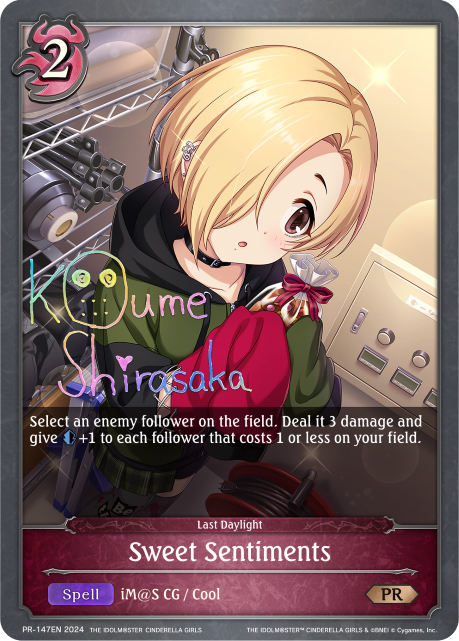 2
Koume
Shirasaka
Select an enemy follower on the field. Deal it 3 damage and
give +1 to each follower that costs 1 or less on your field.
Last Daylight
Sweet Sentiments
Spell iM@S CG / Cool PR
PR-147EN 2024 THE IDOLM@STER CINDERELLA GIRLS THE IDOLM@STER™ CINDERELLA GIRLS & ©BNEI © Cygames, Inc.